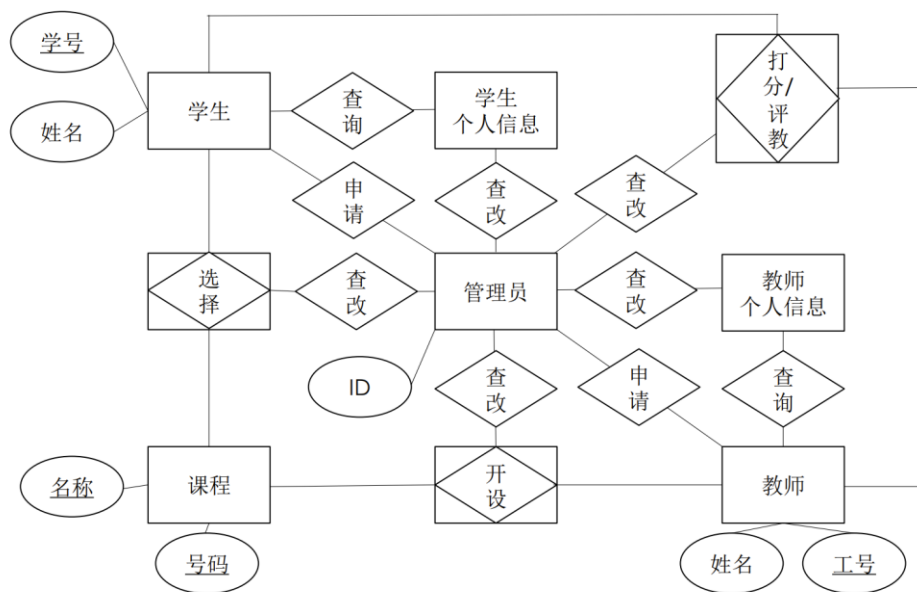 学号
打
分/
评
教
学生
查
询
学生
个人信息
姓名
申
请
查
改
查
改
选
择
查
改
管理员
查
改
教师
个人信息
ID
查
改
申
请
查
询
名称
课程
开
设
教师
号码
姓名
工号